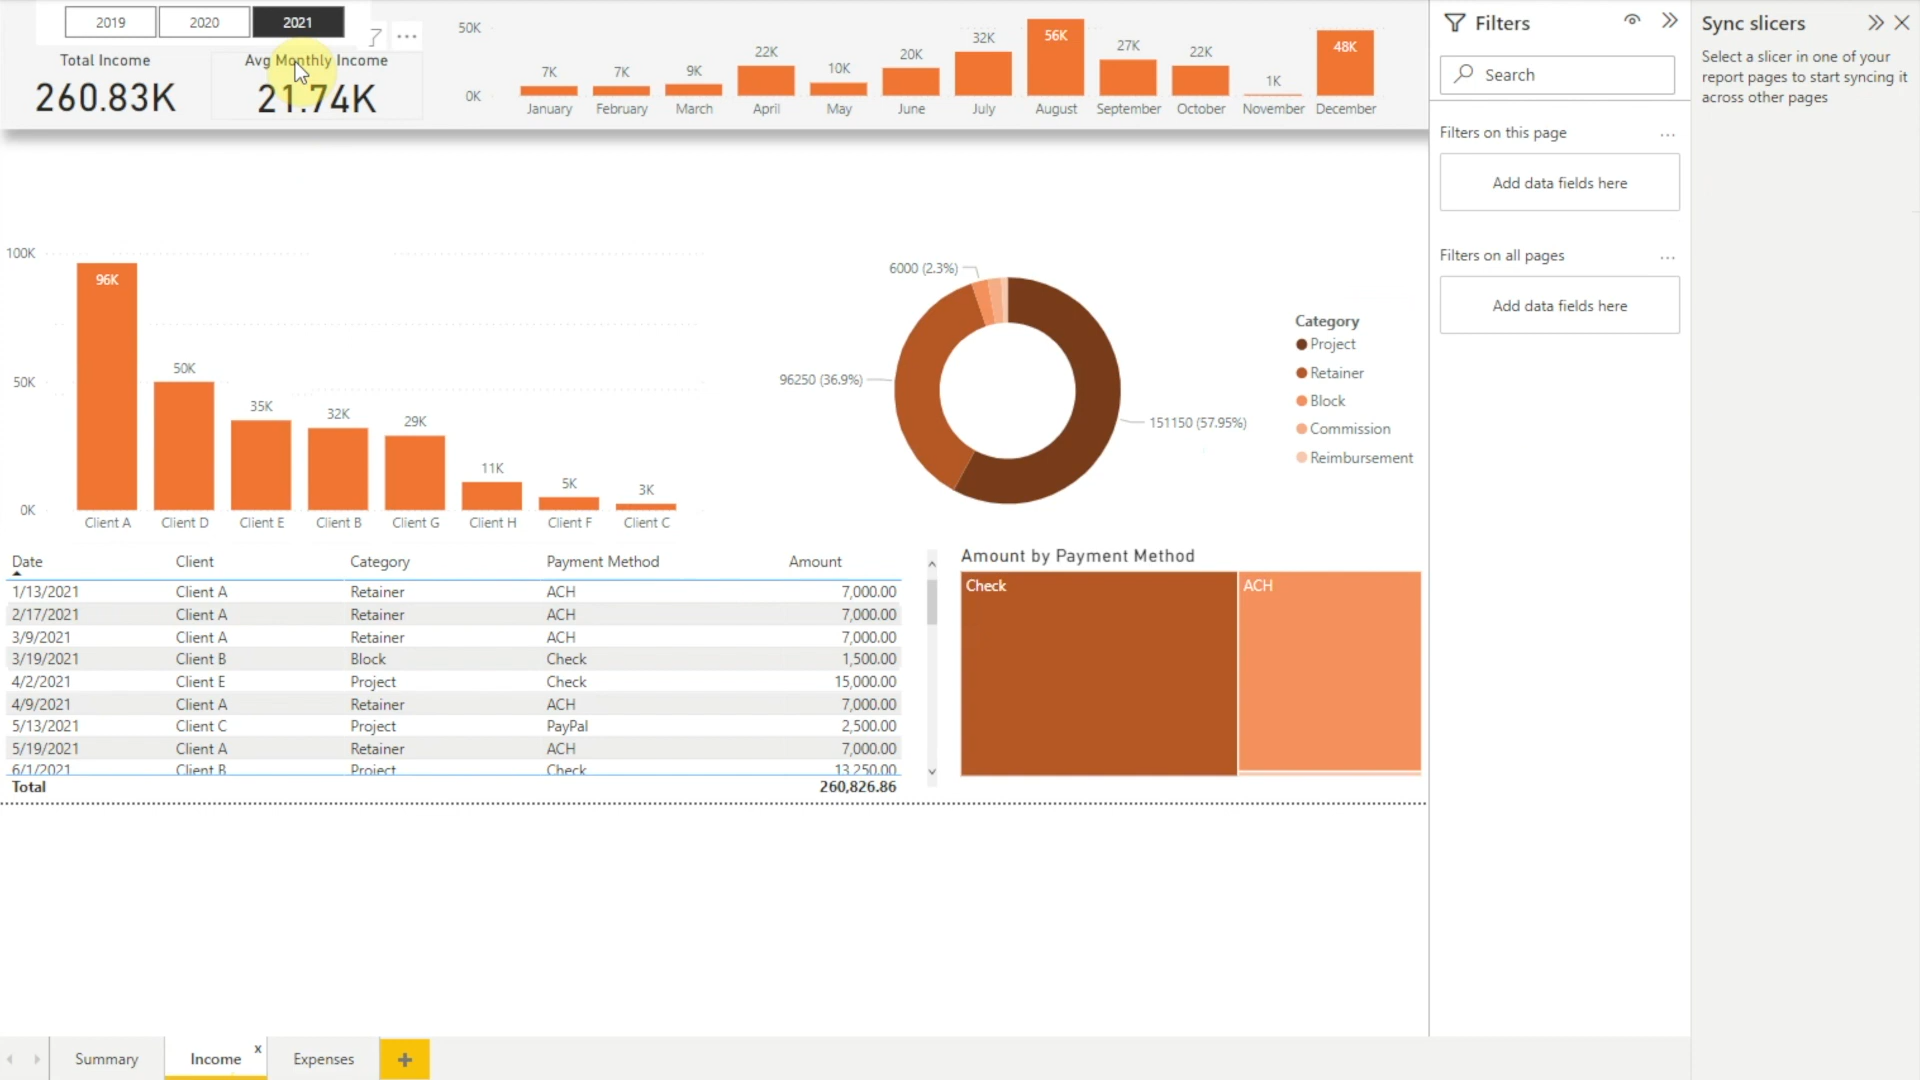 2019 2020 2021
Total Income
260.83K
Avg Monthly Income
21.74K
50K
0K
7K 7K 9K 22K 10K 20K 32K 56K 27K 22K 1K 48K
January February March April May June July August September October November December
100K
50K
0K
96K 50K 35K 32K 29K 11K 5K 3K
Client A Client D Client E Client B Client G Client H Client F Client C
6000 (2.3%)
96250 (36.9%)
151150 (57.95%)
Category
Project
Retainer
Block
Commission
Reimbursement
Date Client Category Payment Method Amount
1/13/2021 Client A Retainer ACH 7,000.00
2/17/2021 Client A Retainer ACH 7,000.00
3/9/2021 Client A Retainer ACH 7,000.00
3/19/2021 Client B Block Check 1,500.00
4/2/2021 Client E Project Check 15,000.00
4/9/2021 Client A Retainer ACH 7,000.00
5/13/2021 Client C Project PayPal 2,500.00
5/19/2021 Client A Retainer ACH 7,000.00
6/1/2021 Client B Project Check 13,250.00
Total 260,826.86
Amount by Payment Method
Check
ACH
Filters
Search
Filters on this page
Add data fields here
Filters on all pages
Add data fields here
Sync slicers
Select a slicer in one of your
report pages to start syncing it
across other pages
Summary Income x Expenses